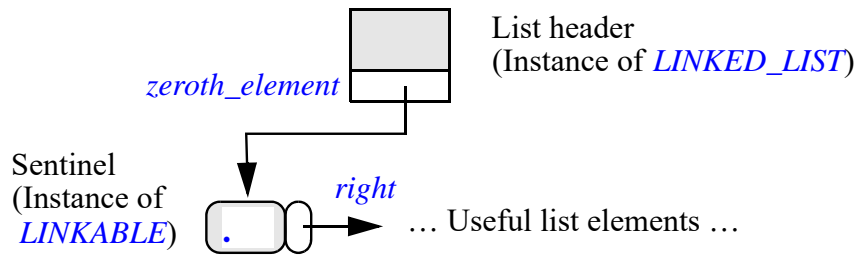 List header
(Instance of LINKED_LIST)
zeroth_element
Sentinel
(Instance of
LINKABLE)
right
… Useful list elements …